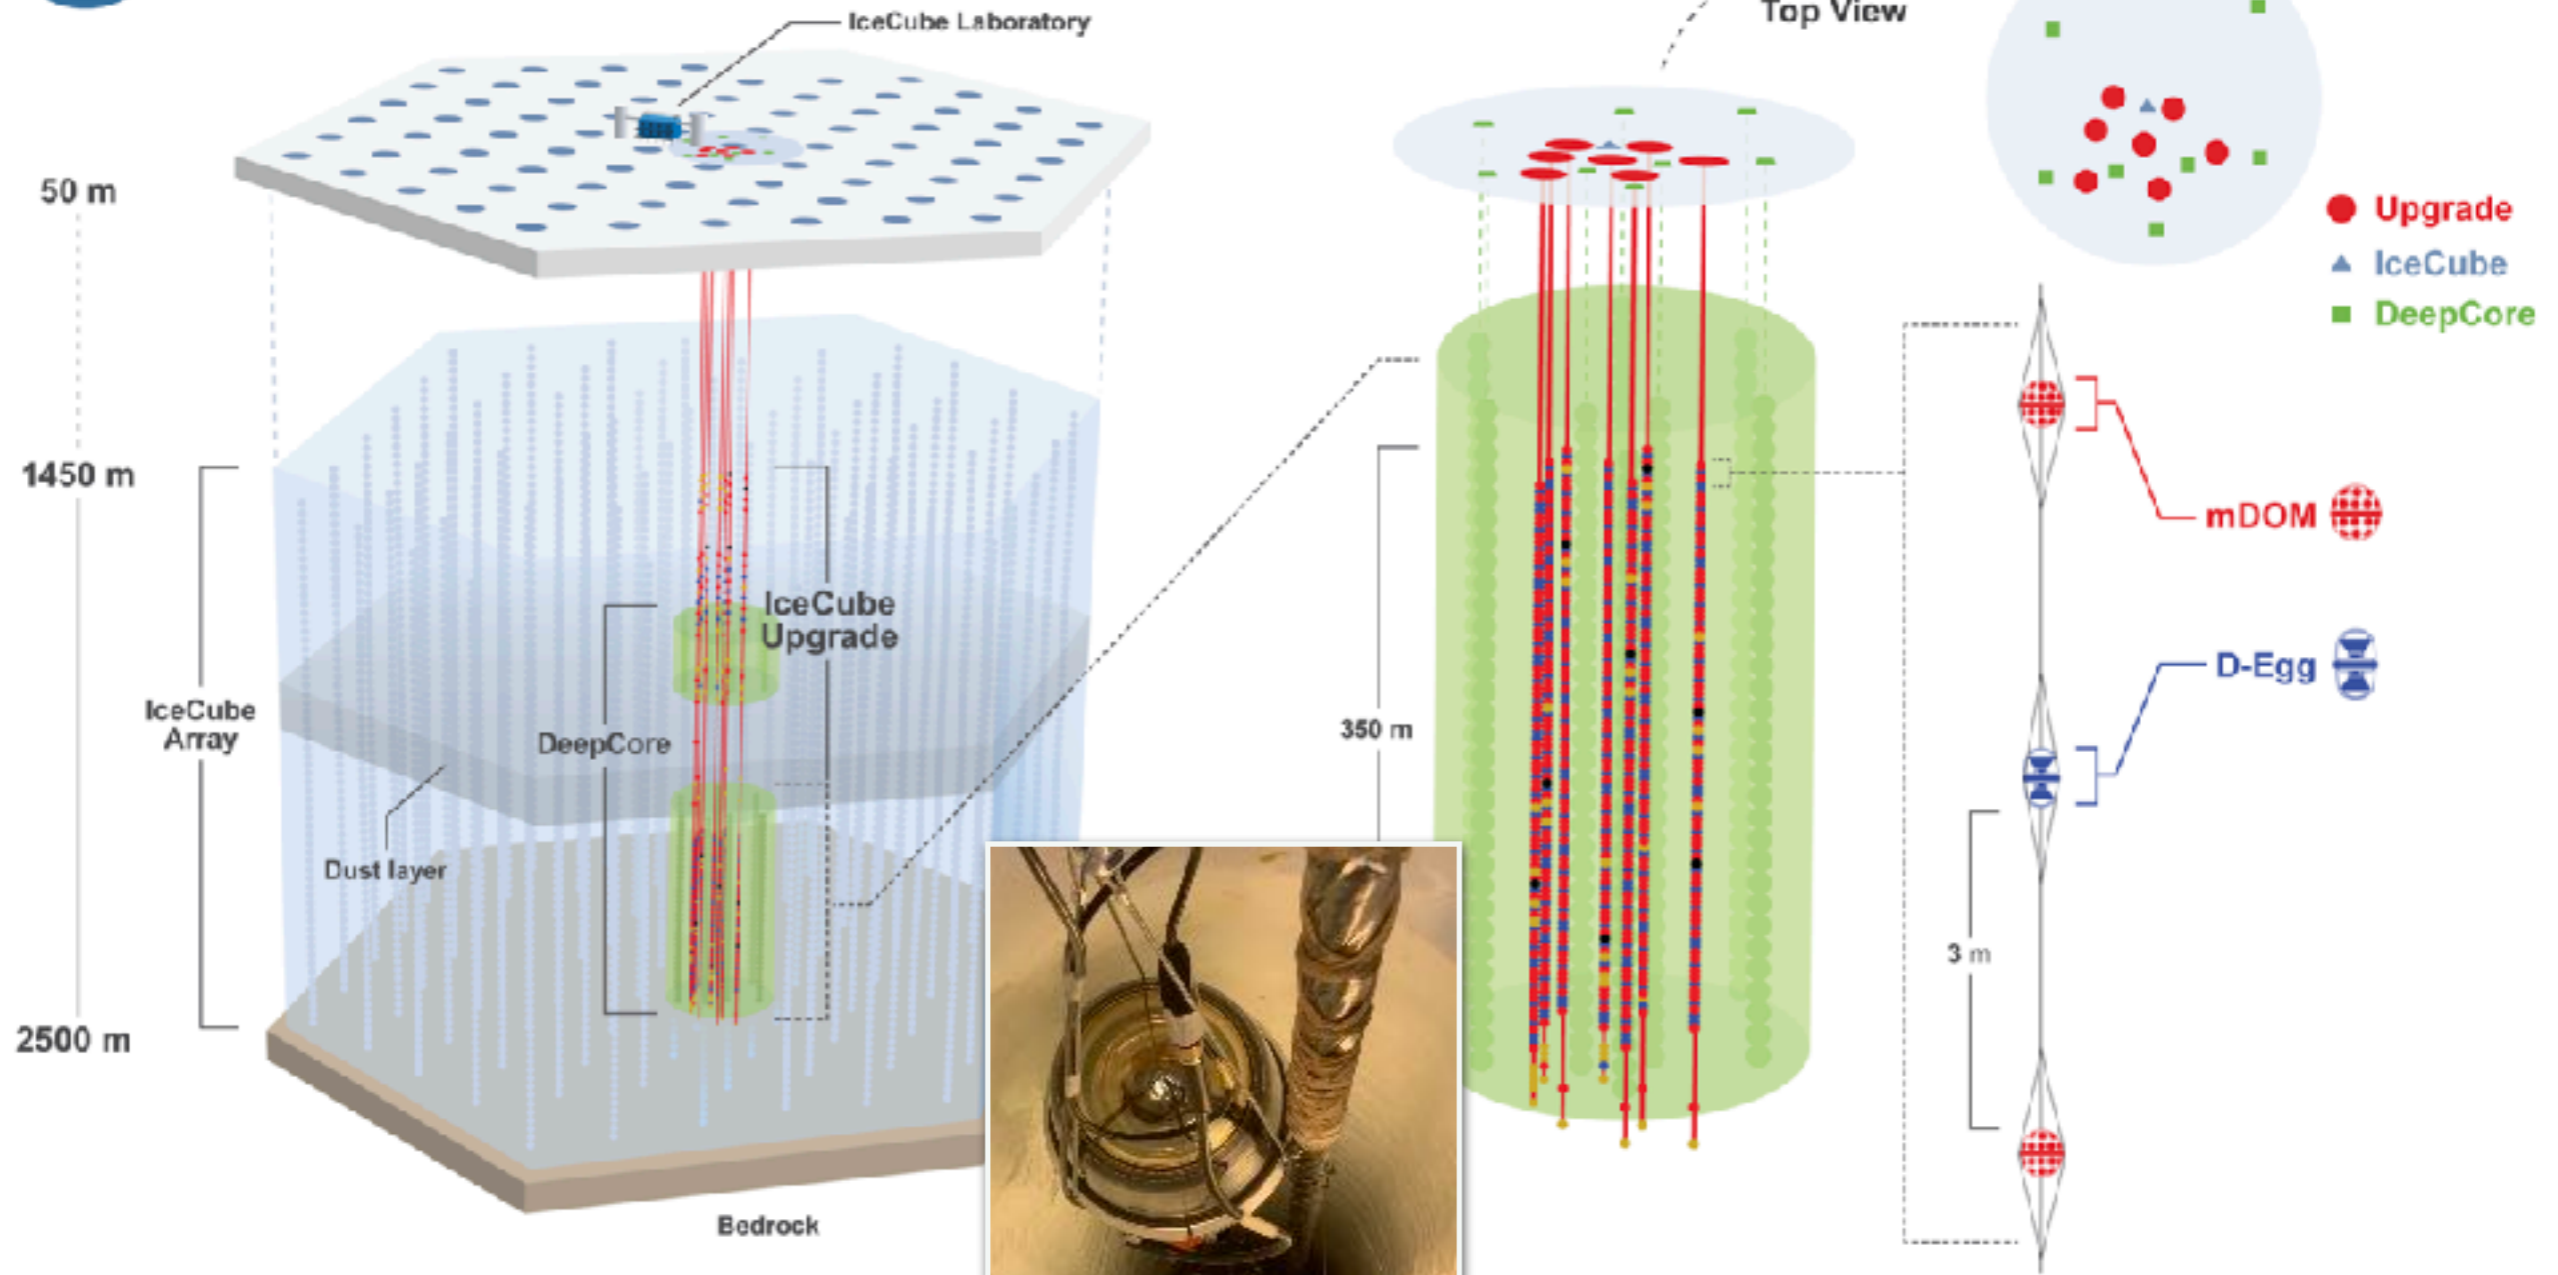 IceCube Laboratory
50 m
1450 m
2500 m
IceCube
Array
Dust layer
DeepCore
IceCube
Upgrade
Bedrock
Top View
350 m
Upgrade
IceCube
DeepCore
mDOM
D-Egg
3 m